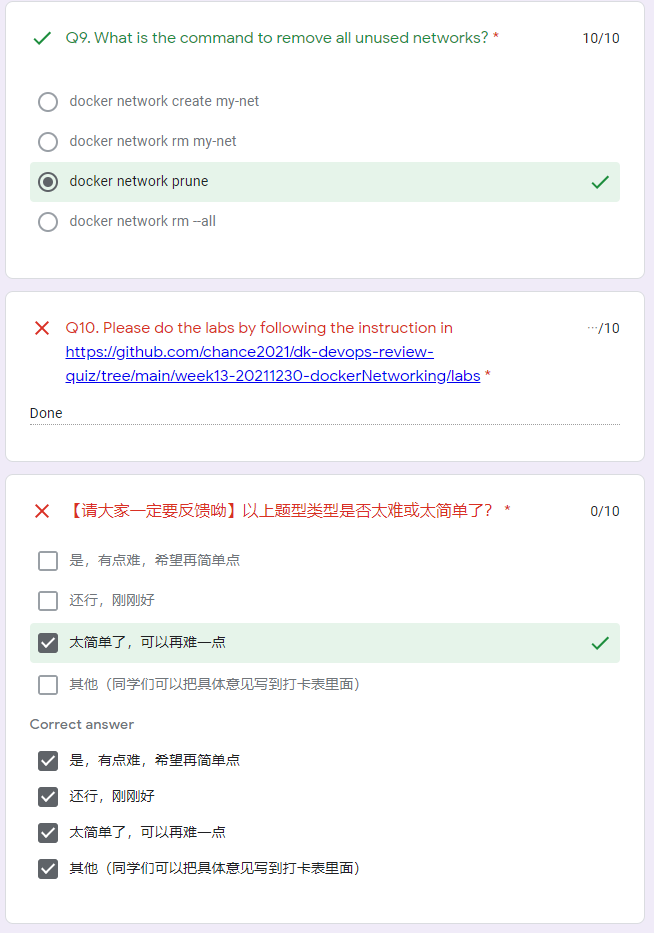 Q9. What is the command to remove all unused networks? * 10/10
docker network create my-net
docker network rm my-net
docker network prune
docker network rm --all
Q10. Please do the labs by following the instruction in ···/10
https://github.com/chance2021/dk-devops-review-
quiz/tree/main/week13-20211230-dockerNetworking/labs *
Done
【请大家一定要反馈呦】以上题型类型是否太难或太简单了？ * 0/10
是，有点难，希望再简单点
还行，刚刚好
太简单了，可以再难一点
其他（同学们可以把具体意见写到打卡表里面）
Correct answer
是，有点难，希望再简单点
还行，刚刚好
太简单了，可以再难一点
其他（同学们可以把具体意见写到打卡表里面）